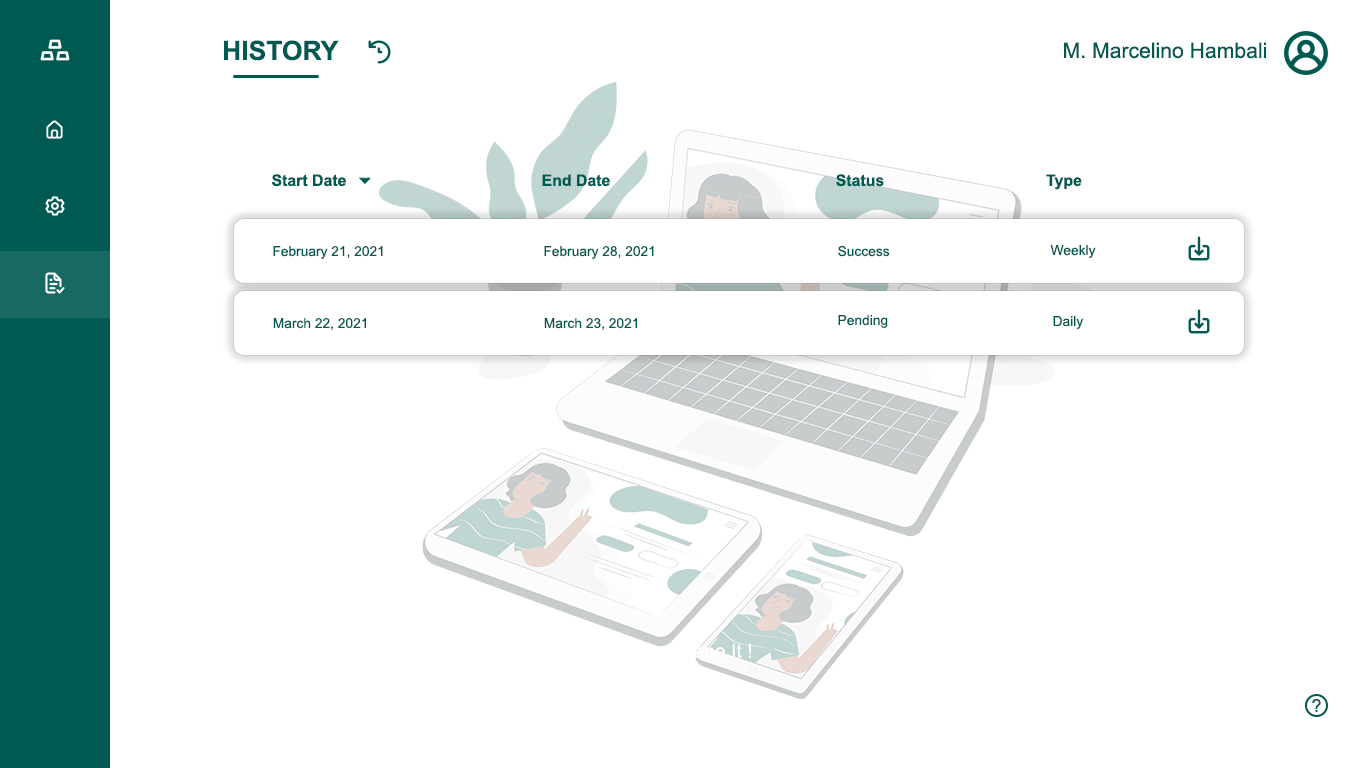 HISTORY
M. Marcelino Hambali
Start Date End Date Status Type
February 21, 2021 February 28, 2021 Success Weekly
March 22, 2021 March 23, 2021 Pending Daily
It !
?